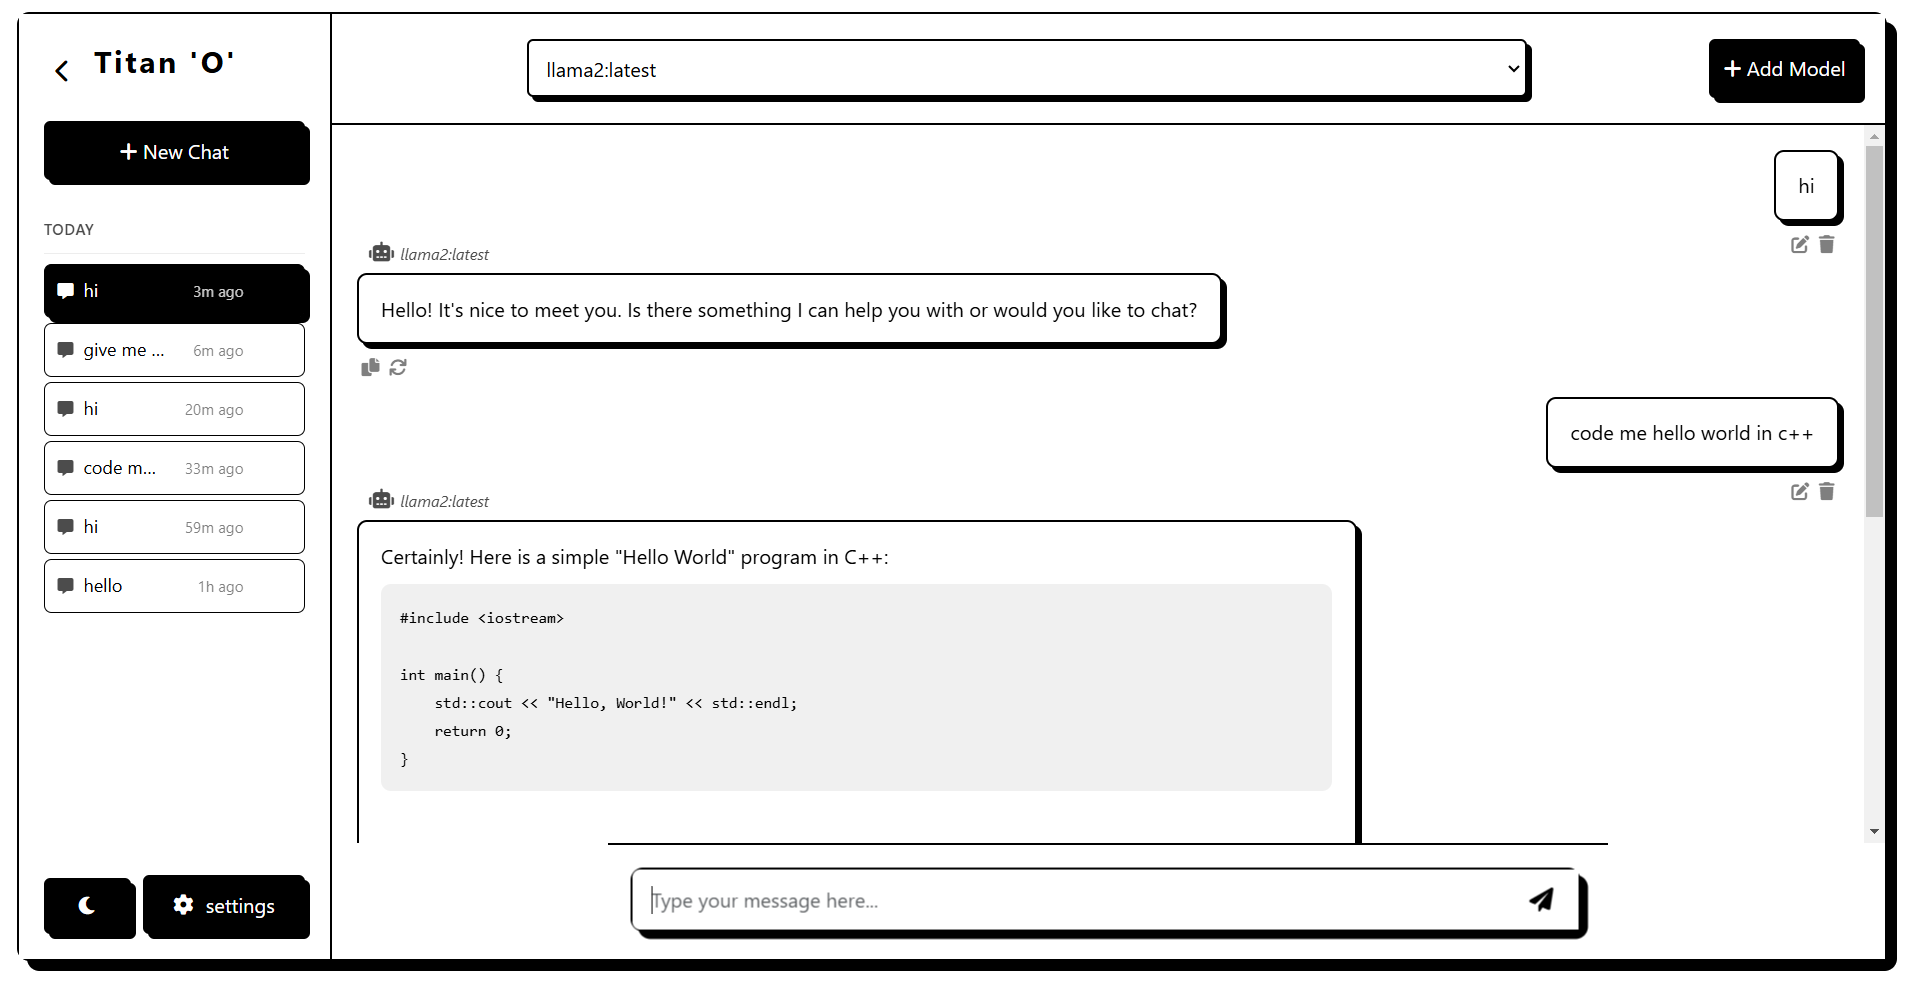 Titan 'O'
New Chat
TODAY
hi 3m ago
give me ... 6m ago
hi 20m ago
code m... 33m ago
hi 59m ago
hello 1h ago
settings
llama2:latest
Add Model
hi
llama2:latest
Hello! It's nice to meet you. Is there something I can help you with or would you like to chat?
code me hello world in c++
llama2:latest
Certainly! Here is a simple "Hello World" program in C++:
#include <iostream>
int main() {
    std::cout << "Hello, World!" << std::endl;
    return 0;
}
Type your message here...